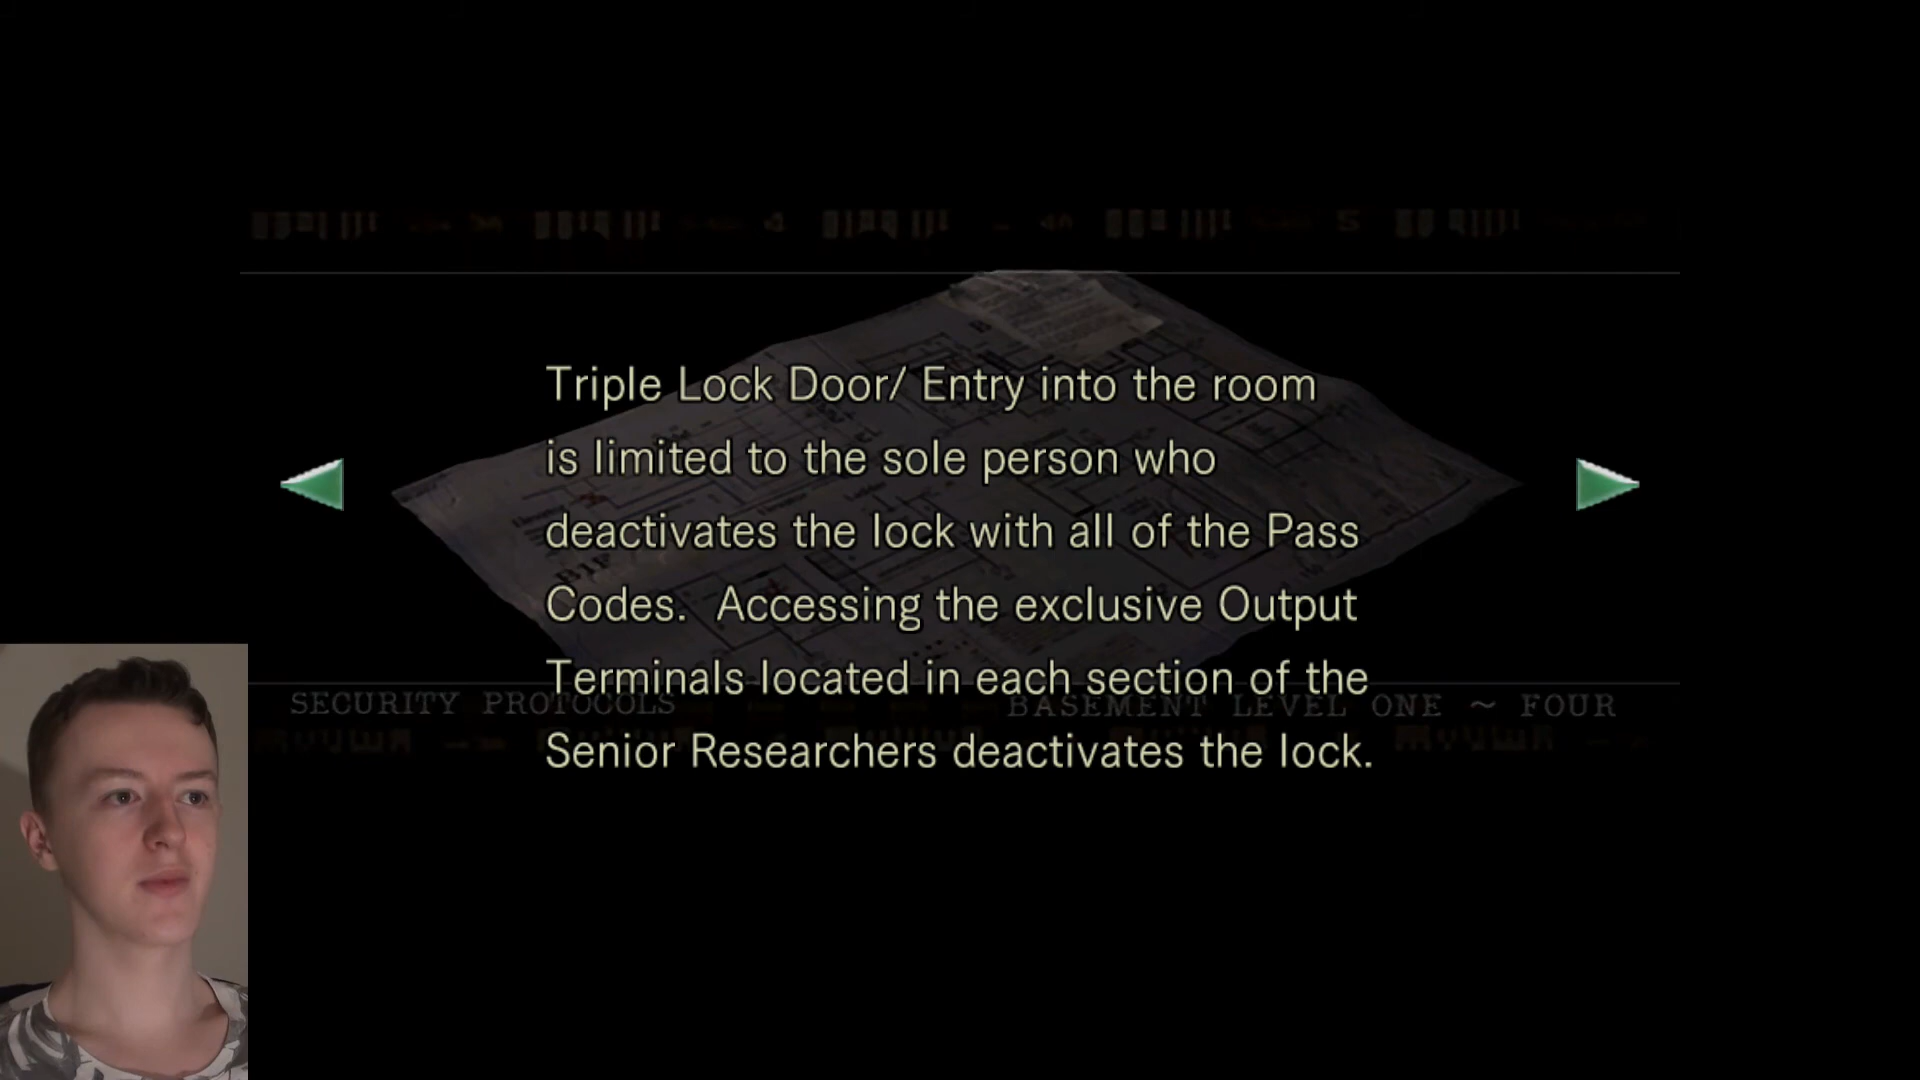 Triple Lock Door/ Entry into the room
is limited to the sole person who
deactivates the lock with all of the Pass
Codes.  Accessing the exclusive Output
Terminals located in each section of the
SECURITY PROTOCOLS BASEMENT LEVEL ONE ~ FOUR
Senior Researchers deactivates the lock.